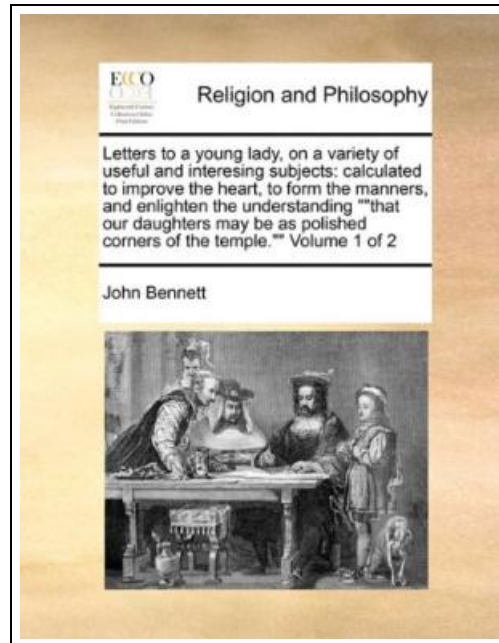 ECCO
Religion and Philosophy
Letters to a young lady, on a variety of
useful and interesing subjects: calculated
to improve the heart, to form the manners,
and enlighten the understanding ""that
our daughters may be as polished
corners of the temple."" Volume 1 of 2
John Bennett